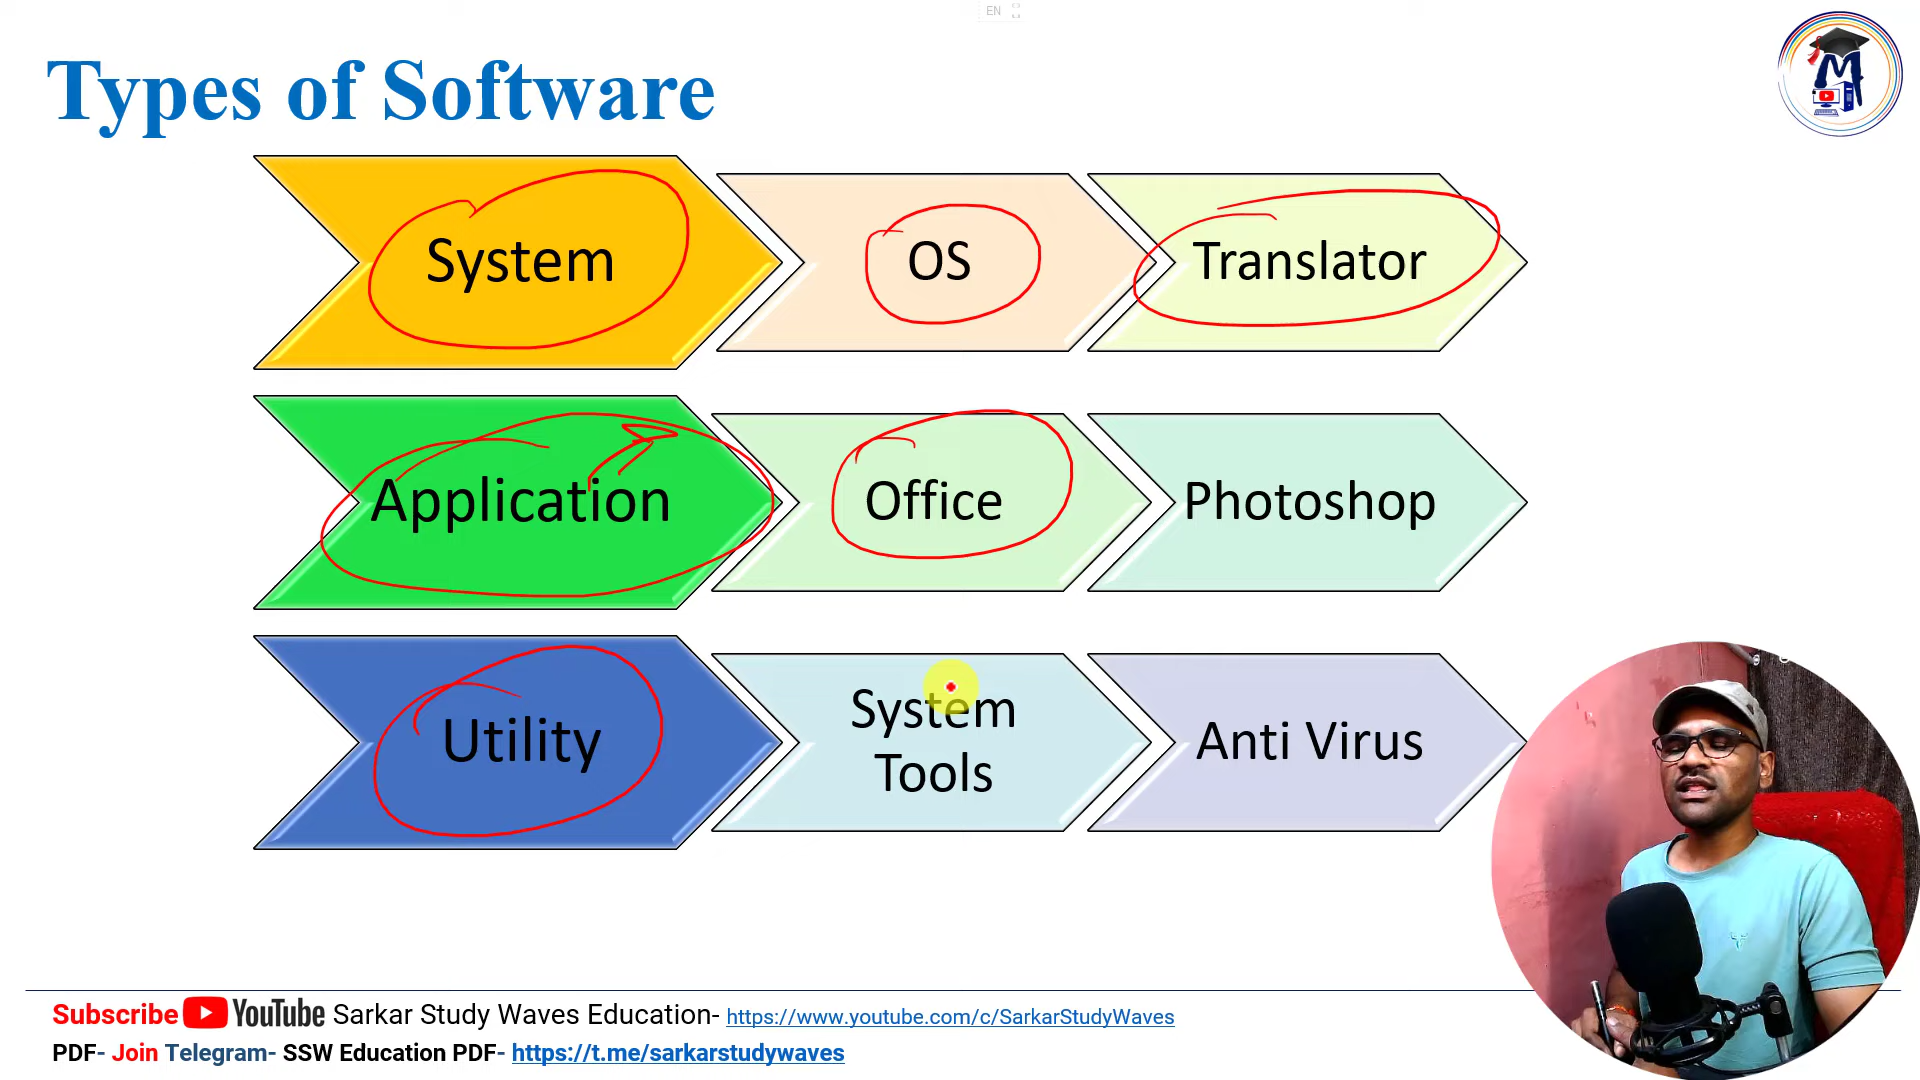 EN
Types of Software
System
OS
Translator
Application
Office
Photoshop
Utility
System
Tools
Anti Virus
Subscribe YouTube Sarkar Study Waves Education- https://www.youtube.com/c/SarkarStudyWaves
PDF- Join Telegram- SSW Education PDF- https://t.me/sarkarstudywaves